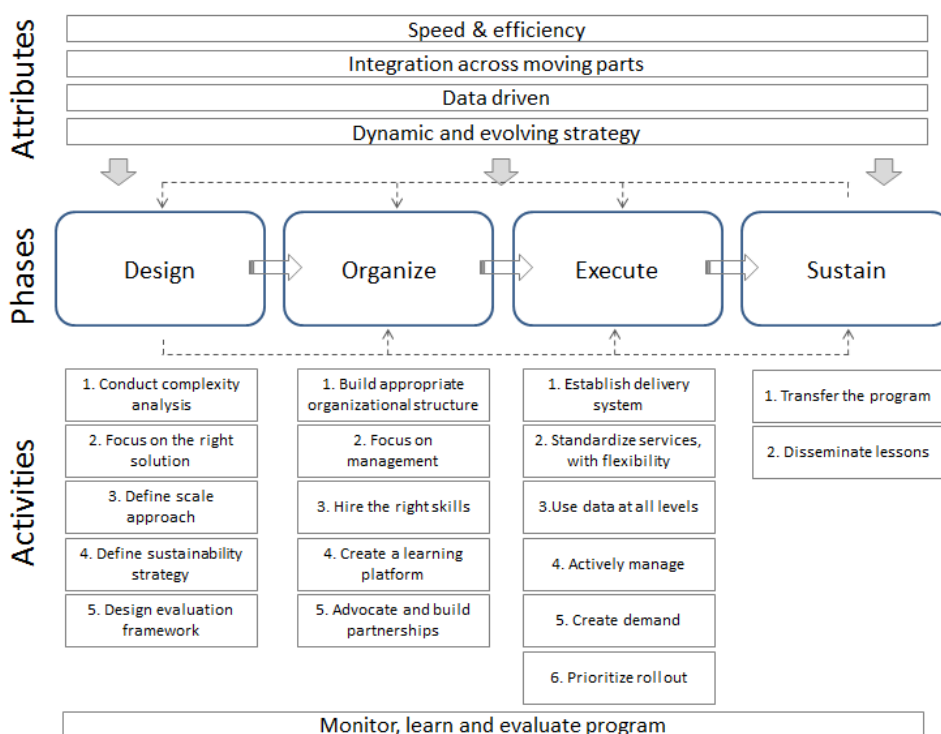 Attributes
Speed & efficiency
Integration across moving parts
Data driven
Dynamic and evolving strategy
Phases
Design
Organize
Execute
Sustain
Activities
1. Conduct complexity
analysis
2. Focus on the right
solution
3. Define scale
approach
4. Define sustainability
strategy
5. Design evaluation
framework
1. Build appropriate
organizational structure
2. Focus on
management
3. Hire the right skills
4. Create a learning
platform
5. Advocate and build
partnerships
1. Establish delivery
system
2. Standardize services,
with flexibility
3.Use data at all levels
4. Actively manage
5. Create demand
6. Prioritize roll out
1. Transfer the program
2. Disseminate lessons
Monitor, learn and evaluate program